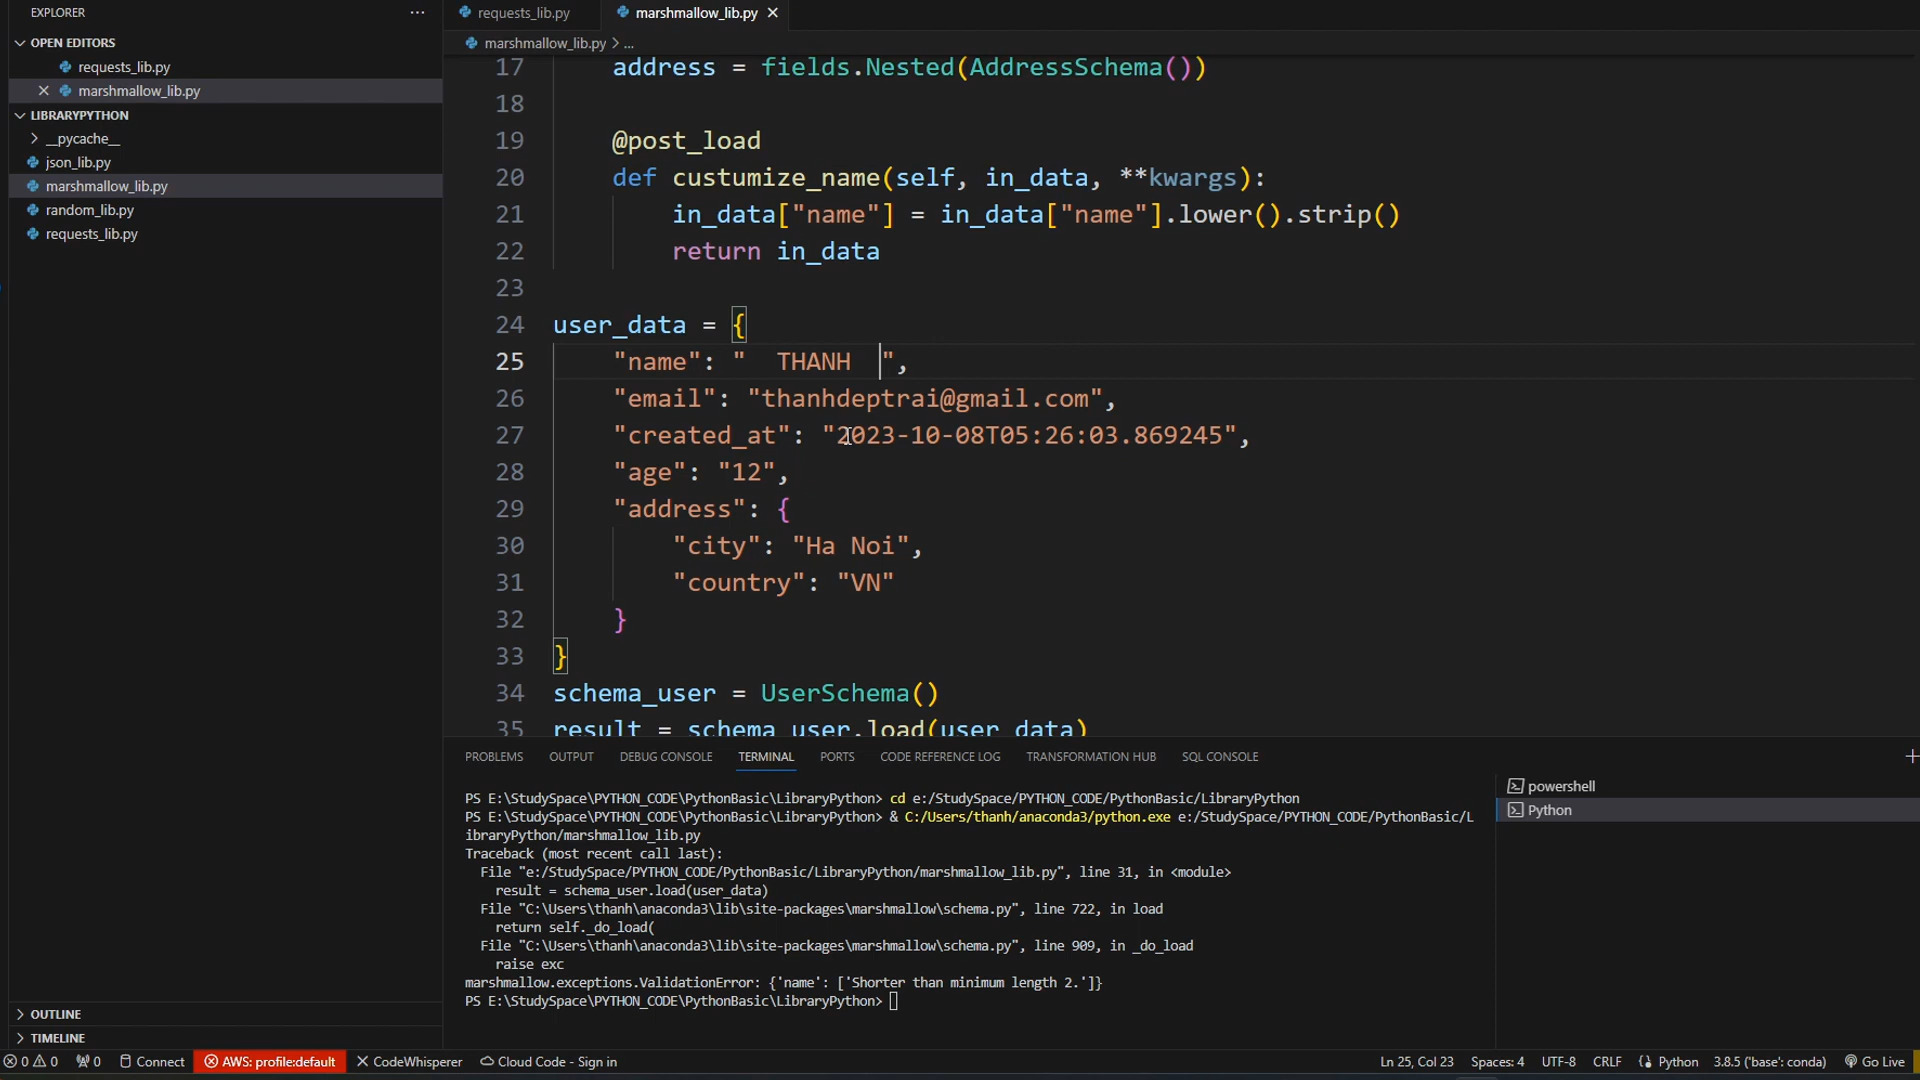 EXPLORER
···
OPEN EDITORS
requests_lib.py
marshmallow_lib.py
LIBRARYPYTHON
__pycache__
json_lib.py
marshmallow_lib.py
random_lib.py
requests_lib.py
OUTLINE
TIMELINE
requests_lib.py
marshmallow_lib.py
marshmallow_lib.py > ...
17 address = fields.Nested(AddressSchema())
18
19 @post_load
20 def custumize_name(self, in_data, **kwargs):
21 in_data["name"] = in_data["name"].lower().strip()
22 return in_data
23
24 user_data = {
25 "name": "  THANH  ",
26 "email": "thanhdeptrai@gmail.com",
27 "created_at": "2023-10-08T05:26:03.869245",
28 "age": "12",
29 "address": {
30 "city": "Ha Noi",
31 "country": "VN"
32 }
33 }
34 schema_user = UserSchema()
35 result = schema_user.load(user_data)
PROBLEMS OUTPUT DEBUG CONSOLE TERMINAL PORTS CODE REFERENCE LOG TRANSFORMATION HUB SQL CONSOLE
PS E:\StudySpace\PYTHON_CODE\PythonBasic\LibraryPython> cd e:/StudySpace/PYTHON_CODE/PythonBasic/LibraryPython
PS E:\StudySpace\PYTHON_CODE\PythonBasic\LibraryPython> & C:/Users/thanh/anaconda3/python.exe e:/StudySpace/PYTHON_CODE/PythonBasic/L
ibraryPython/marshmallow_lib.py
Traceback (most recent call last):
File "e:/StudySpace/PYTHON_CODE/PythonBasic/LibraryPython/marshmallow_lib.py", line 31, in <module>
result = schema_user.load(user_data)
File "C:\Users\thanh\anaconda3\lib\site-packages\marshmallow\schema.py", line 722, in load
return self._do_load(
File "C:\Users\thanh\anaconda3\lib\site-packages\marshmallow\schema.py", line 909, in _do_load
raise exc
marshmallow.exceptions.ValidationError: {'name': ['Shorter than minimum length 2.']}
PS E:\StudySpace\PYTHON_CODE\PythonBasic\LibraryPython>
powershell
Python
0 0 0 Connect AWS: profile:default CodeWhisperer Cloud Code - Sign in Ln 25, Col 23 Spaces: 4 UTF-8 CRLF Python 3.8.5 ('base': conda) Go Live